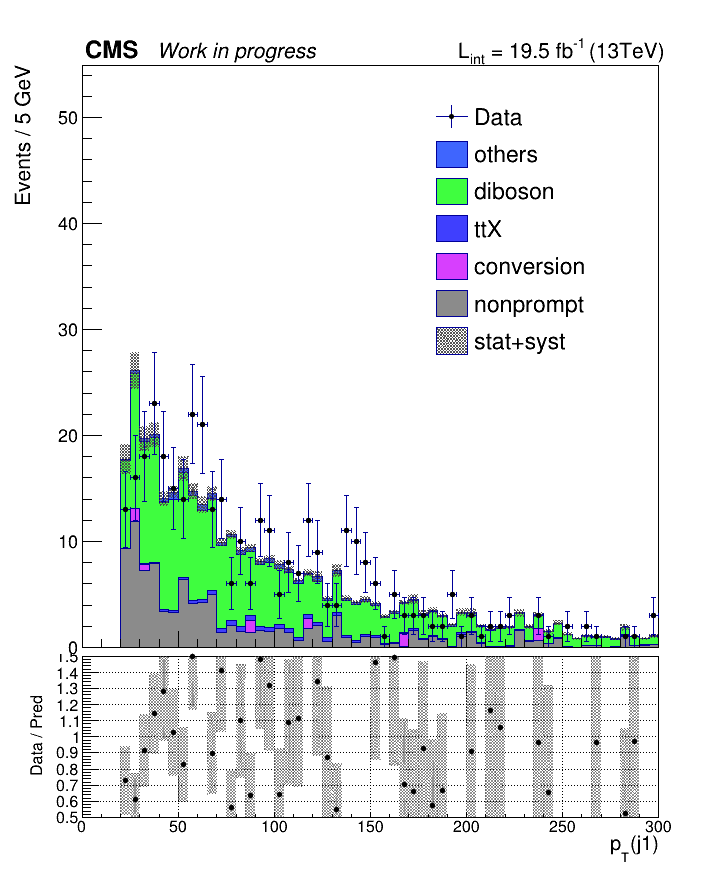 CMS Work in progress L_int = 19.5 fb^-1 (13TeV)
Events / 5 GeV
50
40
30
20
10
0
Data
others
diboson
ttX
conversion
nonprompt
stat+syst
Data / Pred
1.5
1.4
1.3
1.2
1.1
1
0.9
0.8
0.7
0.6
0.5
0 50 100 150 200 250 300
p_T(j1)